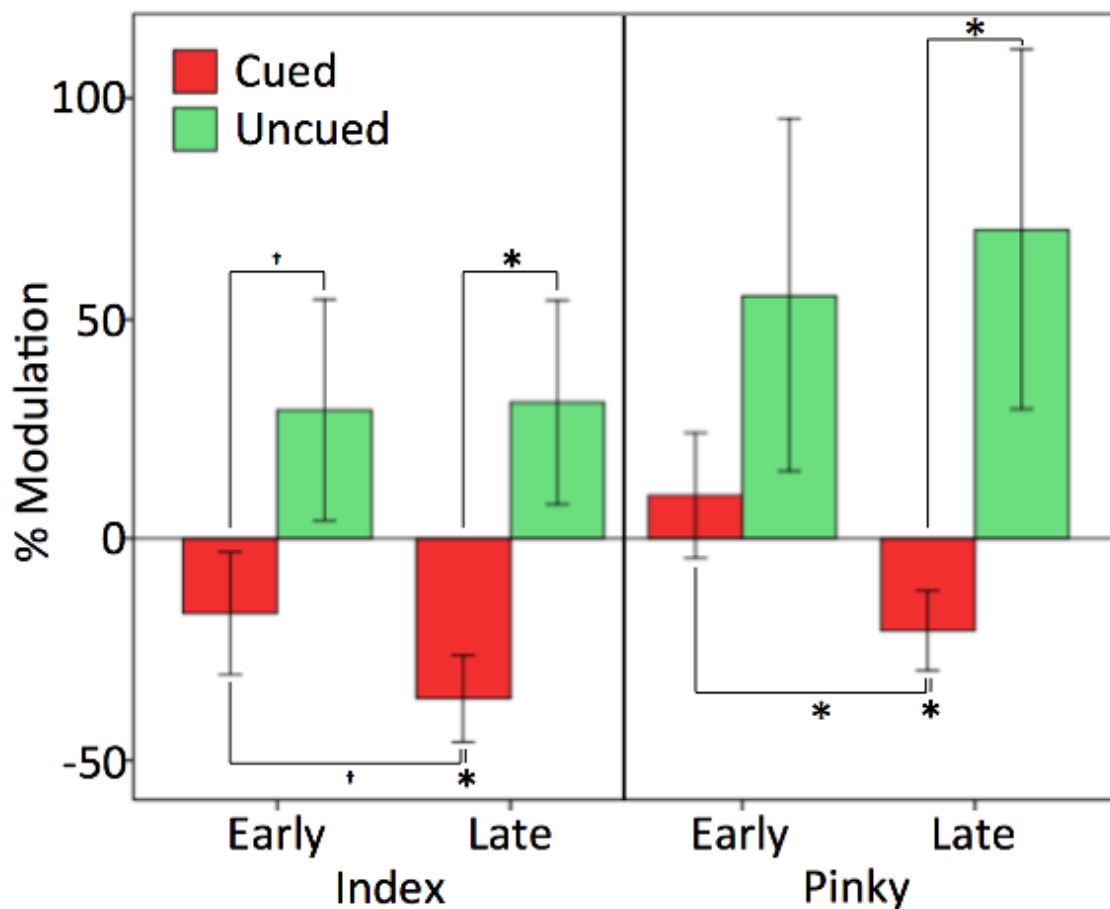 Cued
Uncued
100
50
0
-50
% Modulation
†
*
*
†
*
*
*
Early
Late
Early
Late
Index
Pinky